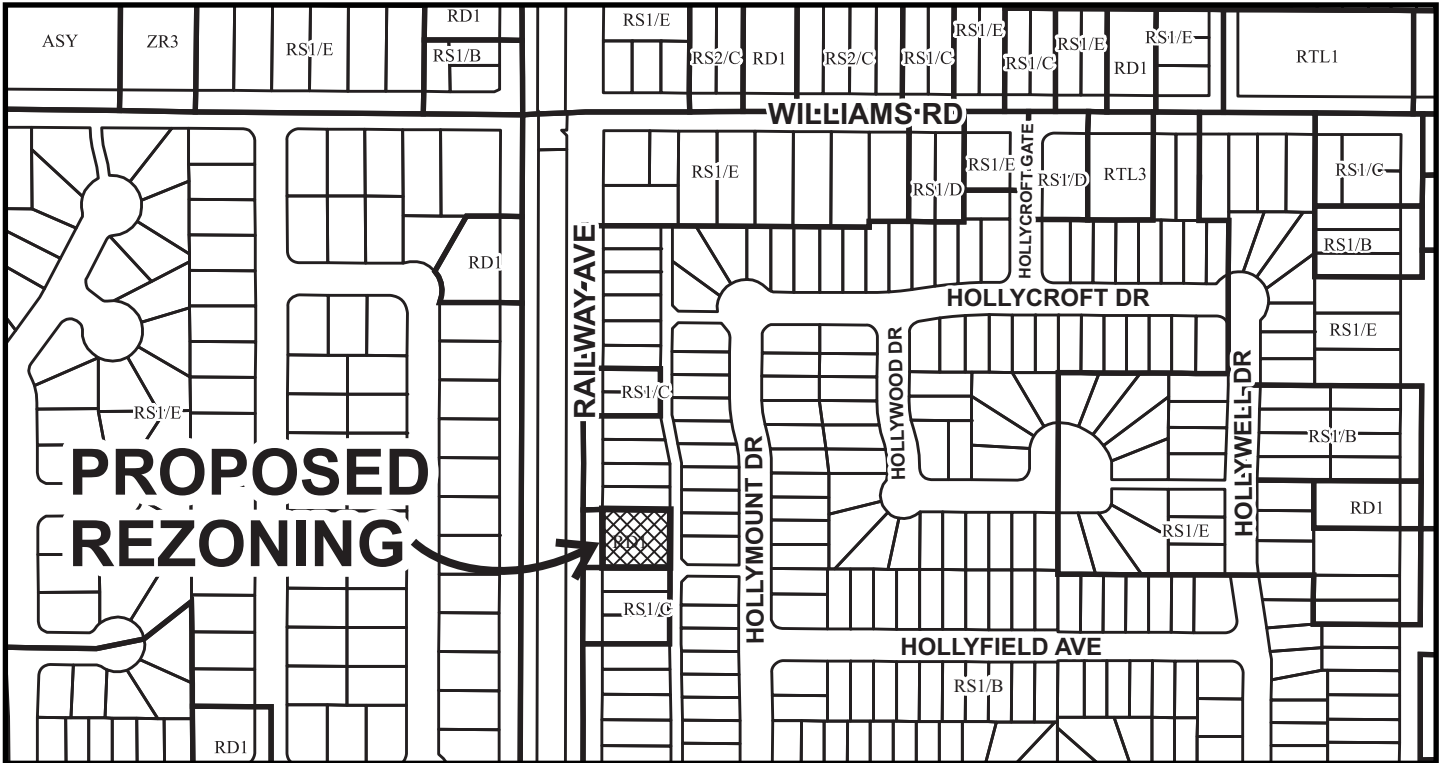 RD1
RS1/E
RS1/E
ASY
ZR3
RS1/E
RS1/B
RS2/C
RD1
RS2/C
RS1/C
RS1/C
RS1/E
RD1
RS1/E
RTL1
WILLIAMS RD
RS1/E
RS1/D
RS1/E
HOLLYCROFT GATE
RS1/D
RTL3
RS1/C
RD1
RAILWAY AVE
RS1/B
HOLLYCROFT DR
RS1/E
RS1/C
HOLLYWOOD DR
HOLLYWELL DR
RS1/E
RS1/B
PROPOSED
REZONING
HOLLYMOUNT DR
RD1
RD1
RS1/E
RS1/C
HOLLYFIELD AVE
RS1/B
RD1